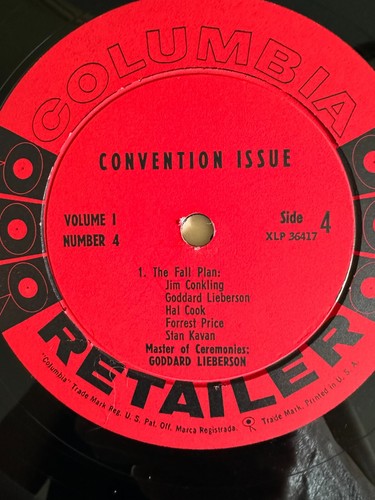 COLUMBIA
CONVENTION ISSUE
VOLUME I
NUMBER 4
Side 4
XLP 36417
1. The Fall Plan:
Jim Conkling
Goddard Lieberson
Hal Cook
Forrest Price
Stan Kavan
Master of Ceremonies:
GODDARD LIEBERSON
RETAILER
"Columbia" Trade Mark Reg. U. S. Pat. Off. Marca Registrada. Trade Mark. Printed in U. S. A.